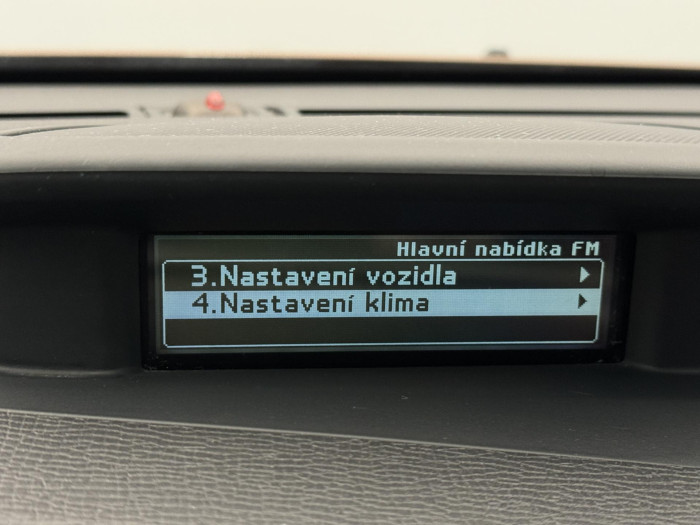 Hlavní nabídka FM
3.Nastavení vozidla
4.Nastavení klima